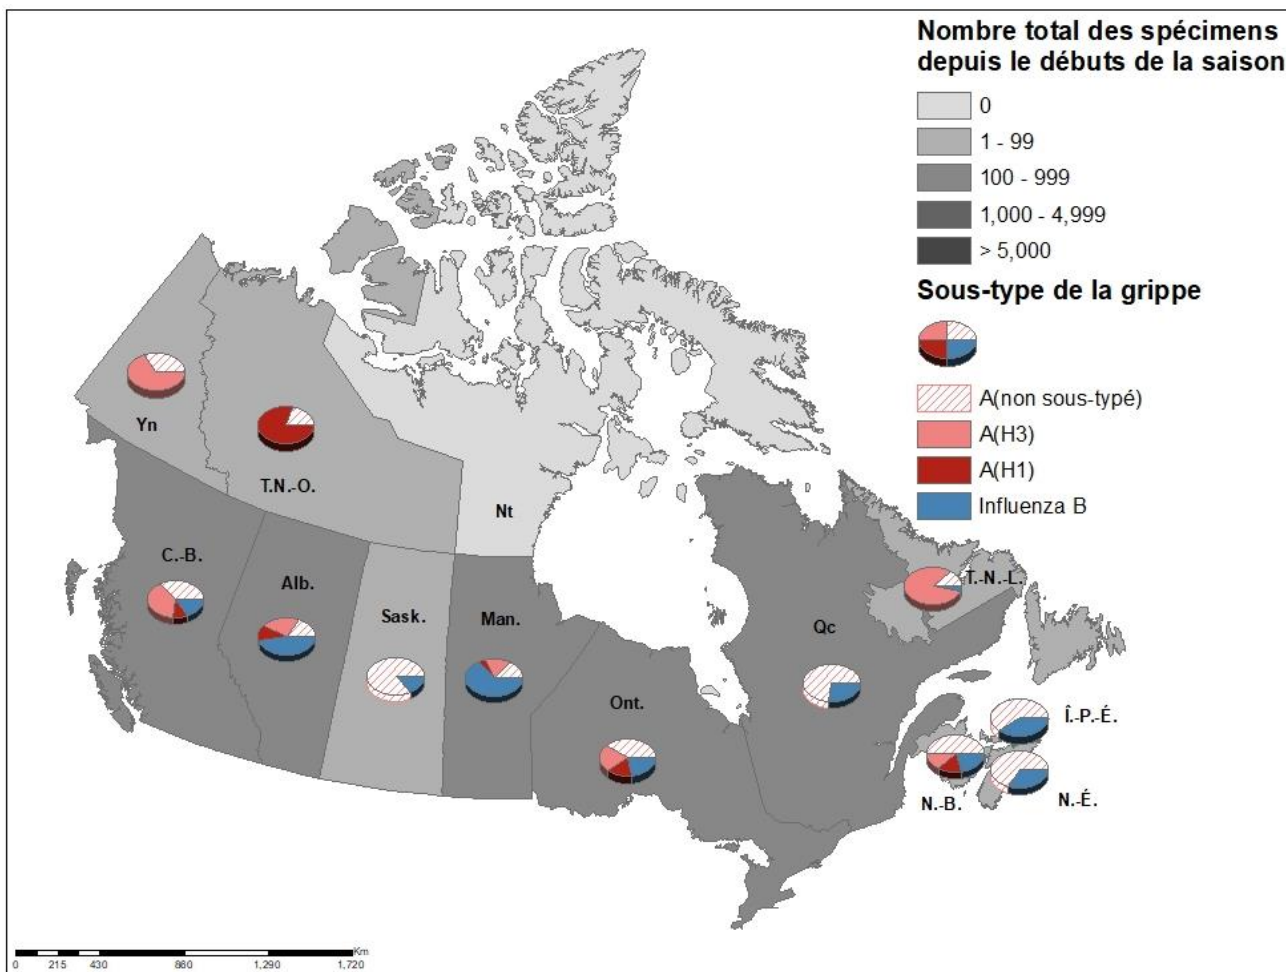 Nombre total des spécimens
depuis le débuts de la saison
0
1 - 99
100 - 999
1,000 - 4,999
> 5,000
Sous-type de la grippe
A(non sous-typé)
A(H3)
A(H1)
Influenza B
Yn
T.N.-O.
Nt
C.-B.
Alb.
Sask.
Man.
Ont.
Qc
T.-N.-L.
Î.-P.-É.
N.-B.
N.-É.
Km
0 215 430 860 1,290 1,720